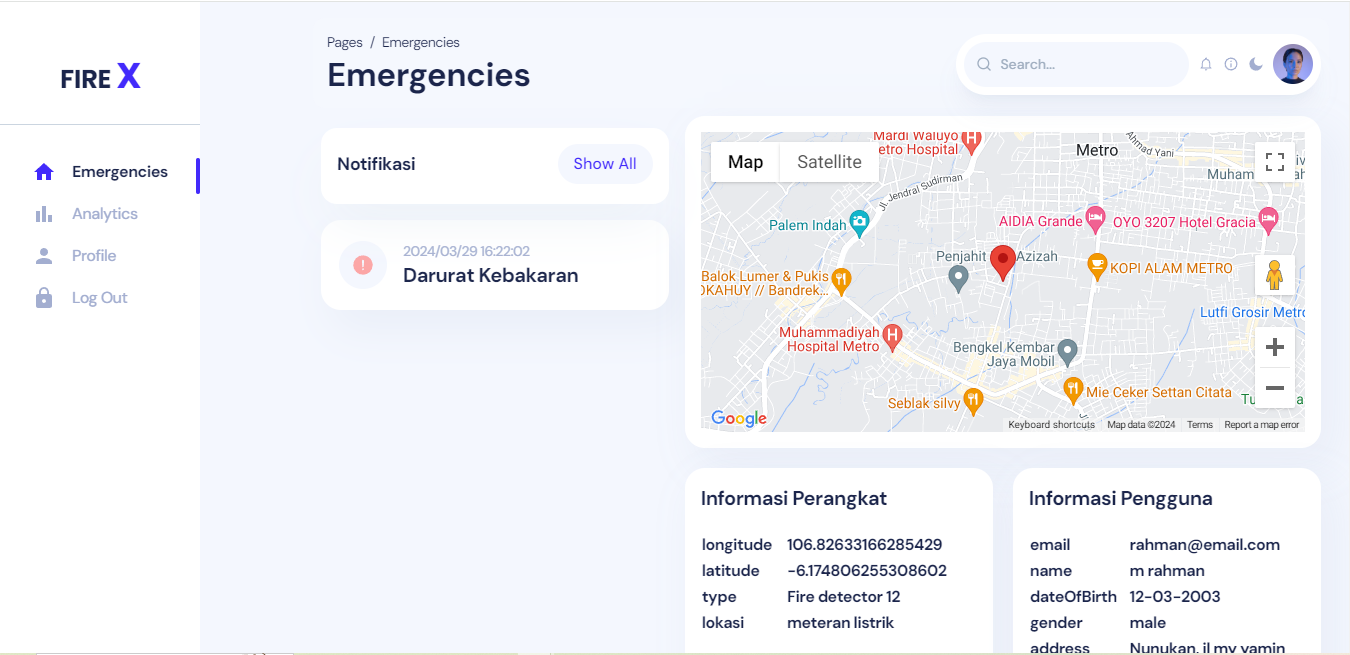 FIRE X
Emergencies
Analytics
Profile
Log Out
Pages / Emergencies
Emergencies
Search...
Notifikasi
Show All
2024/03/29 16:22:02
Darurat Kebakaran
Map
Satellite
Mardi Waluyo
etro Hospital
Metro
Ahmad Yani
Jl. Jendral Sudirman
Palem Indah
AIDIA Grande
OYO 3207 Hotel Gracia
Penjahit
Azizah
KOPI ALAM METRO
Balok Lumer & Pukis
OKAHUY // Bandrek...
Lutfi Grosir Metro
Muhammadiyah
Hospital Metro
Bengkel Kembar
Jaya Mobil
Seblak silvy
Mie Ceker Settan Citata
Google
Keyboard shortcuts
Map data ©2024
Terms
Report a map error
Informasi Perangkat
longitude 106.82633166285429
latitude -6.174806255308602
type Fire detector 12
lokasi meteran listrik
Informasi Pengguna
email rahman@email.com
name m rahman
dateOfBirth 12-03-2003
gender male
address Nunukan, jl my yamin